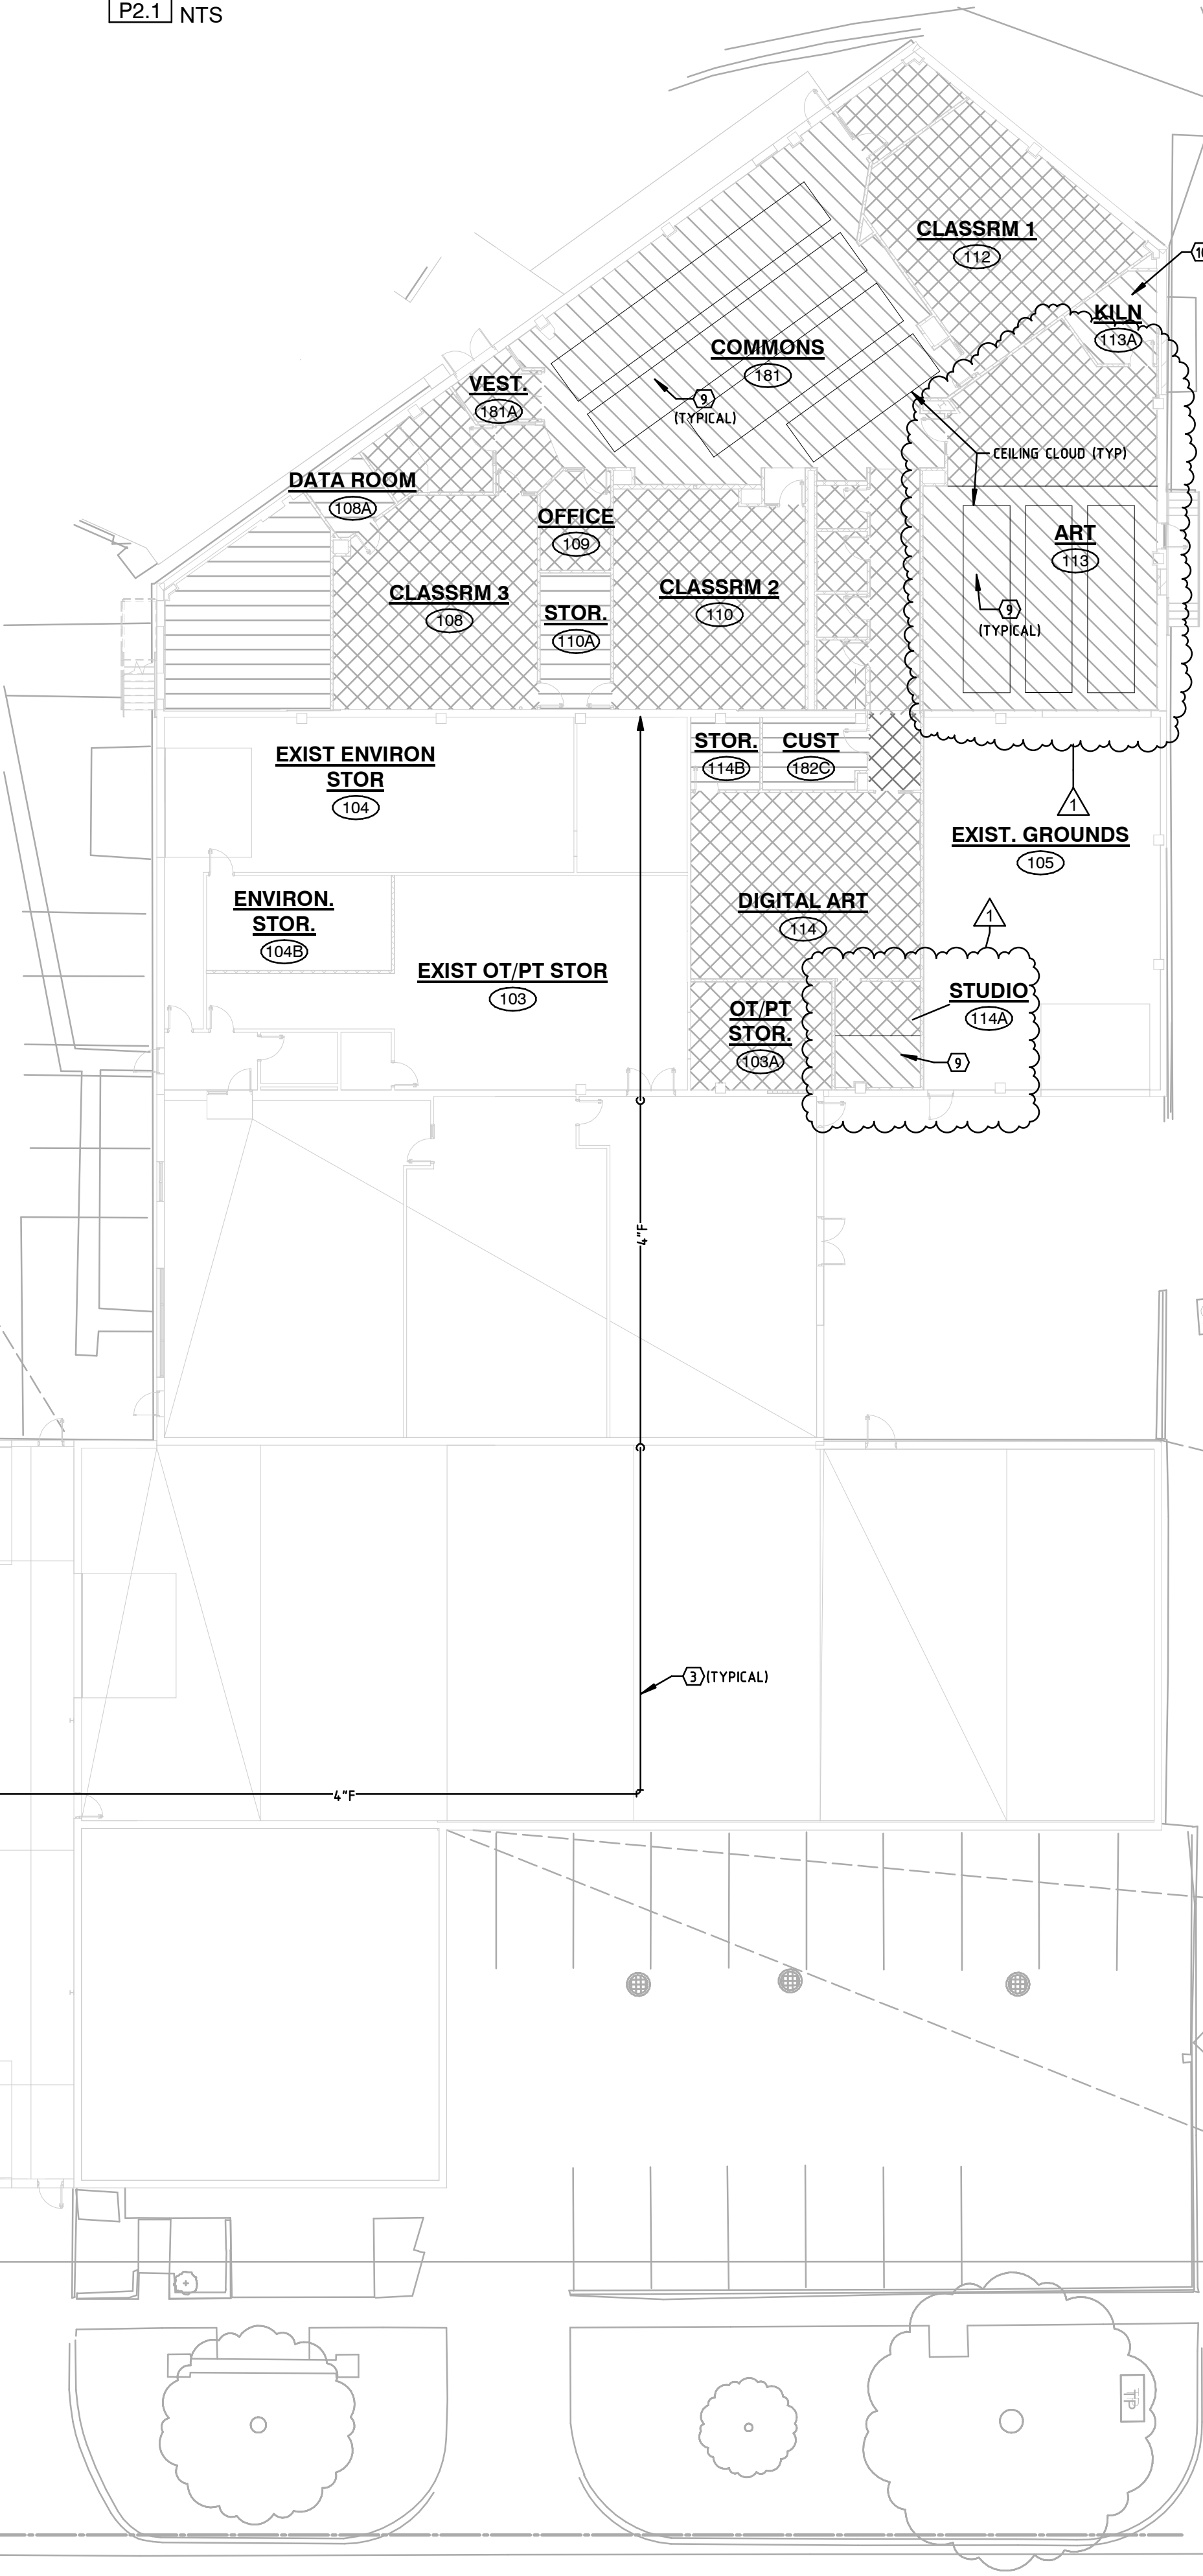 P2.1 NTS
CLASSRM 1
112
KILN
113A
COMMONS
181
9
(TYPICAL)
VEST.
181A
CEILING CLOUD (TYP)
DATA ROOM
108A
OFFICE
109
ART
113
9
(TYPICAL)
CLASSRM 3
108
STOR.
110A
CLASSRM 2
110
EXIST ENVIRON
STOR
104
STOR.
114B
CUST
182C
1
EXIST. GROUNDS
105
ENVIRON.
STOR.
104B
DIGITAL ART
114
1
EXIST OT/PT STOR
103
STUDIO
114A
OT/PT
STOR.
103A
9
4"F
3 (TYPICAL)
4"F